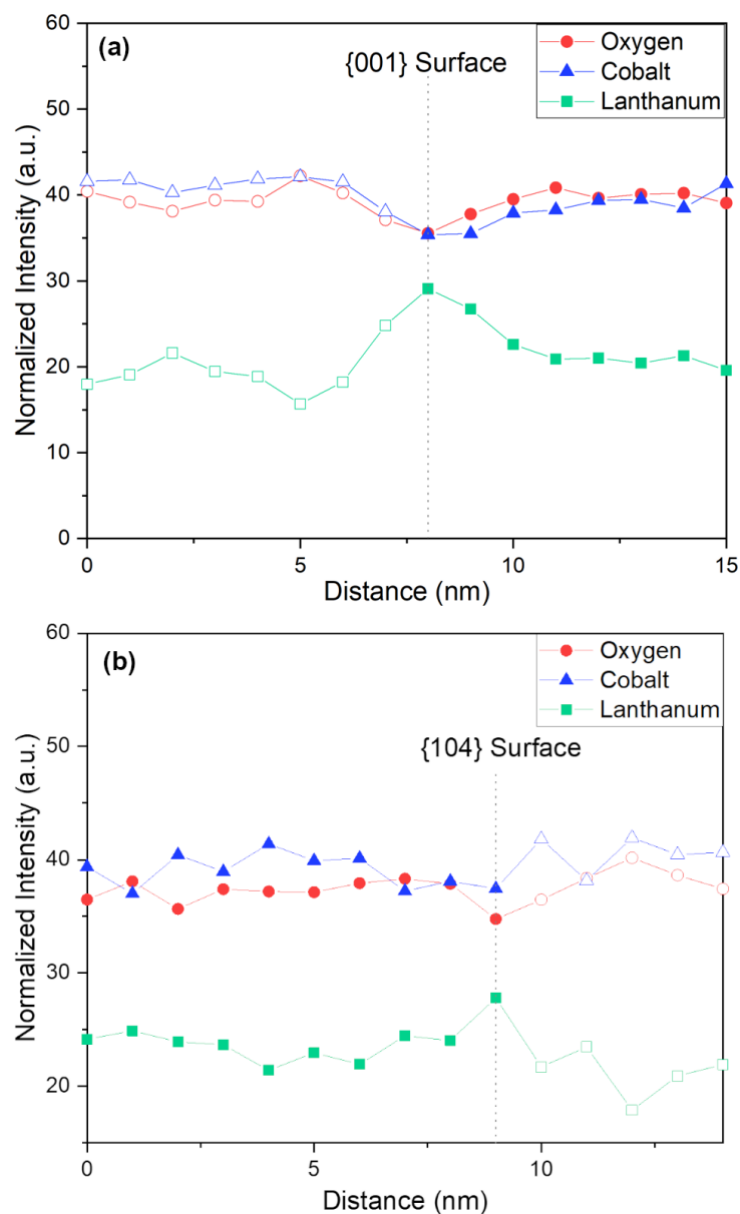 (a)
{001} Surface
Oxygen
Cobalt
Lanthanum
Normalized Intensity (a.u.)
60
50
40
30
20
10
0
0 5 10 15
Distance (nm)
(b)
{104} Surface
Oxygen
Cobalt
Lanthanum
Normalized Intensity (a.u.)
60
50
40
30
20
0 5 10
Distance (nm)